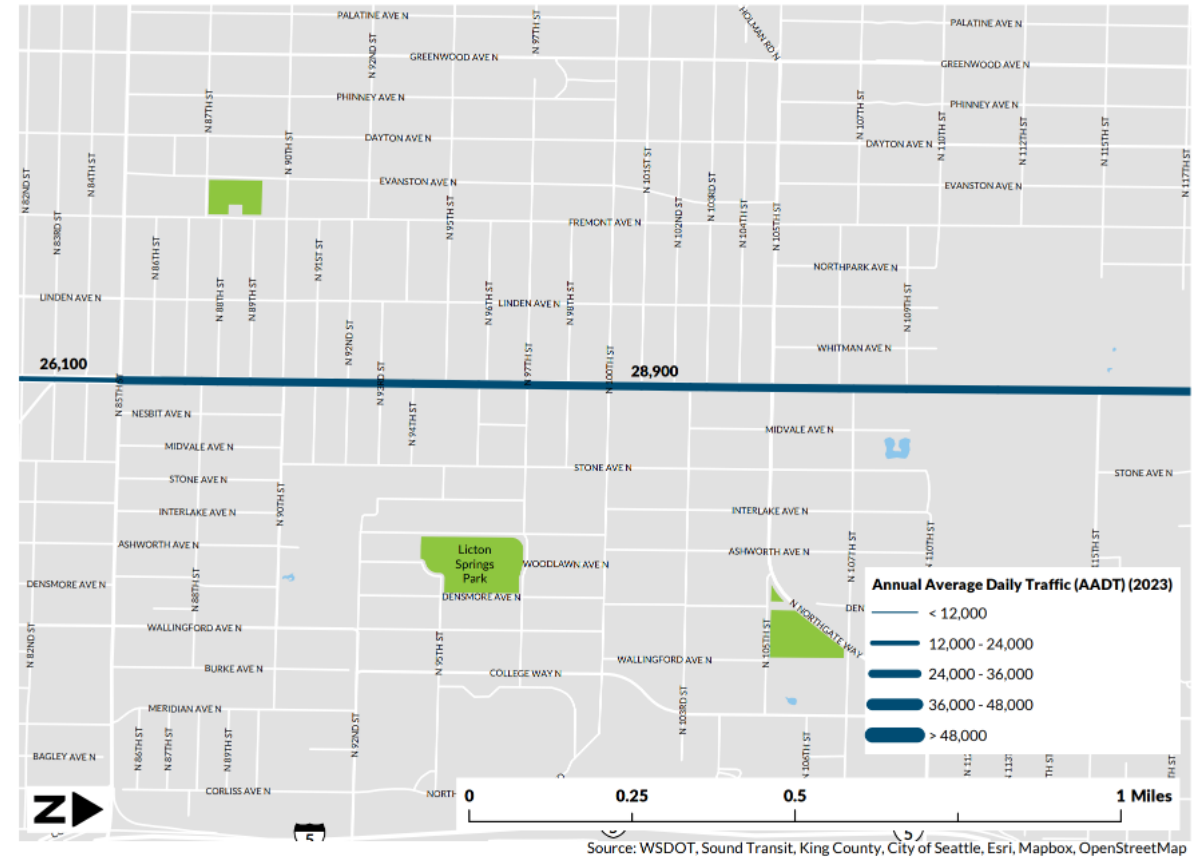 PALATINE AVE N
N 97TH ST
HOLMAN RD N
PALATINE AVE N
N 92ND ST
GREENWOOD AVE N
GREENWOOD AVE N
N 87TH ST
PHINNEY AVE N
PHINNEY AVE N
N 107TH ST
N 90TH ST
DAYTON AVE N
DAYTON AVE N
N 110TH ST
N 112TH ST
N 115TH ST
N 117TH ST
N 82ND ST
N 84TH ST
EVANSTON AVE N
N 101ST ST
N 103RD ST
EVANSTON AVE N
N 83RD ST
N 95TH ST
FREMONT AVE N
N 102ND ST
N 104TH ST
N 105TH ST
N 86TH ST
N 91ST ST
NORTHPARK AVE N
LINDEN AVE N
N 88TH ST
N 89TH ST
N 96TH ST
LINDEN AVE N
N 98TH ST
N 109TH ST
N 92ND ST
WHITMAN AVE N
26,100
N 85TH ST
N 93RD ST
N 97TH ST
N 100TH ST
28,900
NESBIT AVE N
N 94TH ST
MIDVALE AVE N
MIDVALE AVE N
STONE AVE N
STONE AVE N
STONE AVE N
INTERLAKE AVE N
N 90TH ST
INTERLAKE AVE N
ASHWORTH AVE N
Licton
Springs
Park
ASHWORTH AVE N
N 107TH ST
N 110TH ST
115TH ST
WOODLAWN AVE N
DENSMORE AVE N
N 88TH ST
DENSMORE AVE N
N NORTHGATE WAY
DEN
WALLINGFORD AVE N
N 82ND ST
N 95TH ST
N 105TH ST
BURKE AVE N
COLLEGE WAY N
WALLINGFORD AVE N
MERIDIAN AVE N
N 103RD ST
BAGLEY AVE N
N 86TH ST
N 87TH ST
N 89TH ST
N 92ND ST
N 106TH ST
CORLISS AVE N
NORTH
Annual Average Daily Traffic (AADT) (2023)
< 12,000
12,000 - 24,000
24,000 - 36,000
36,000 - 48,000
> 48,000
N
0 0.25 0.5 1 Miles
5
5
Source: WSDOT, Sound Transit, King County, City of Seattle, Esri, Mapbox, OpenStreetMap